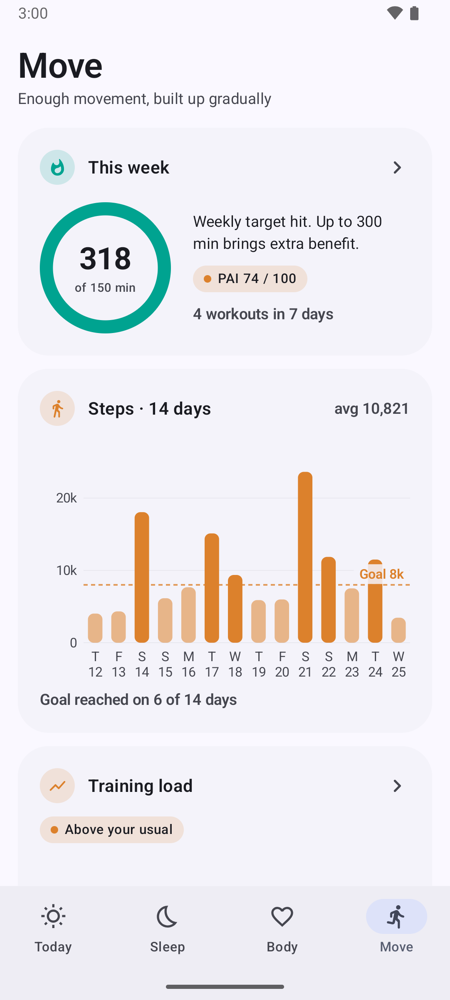 3:00
Move
Enough movement, built up gradually
This week
318
of 150 min
Weekly target hit. Up to 300
min brings extra benefit.
PAI 74 / 100
4 workouts in 7 days
Steps · 14 days
avg 10,821
20k
10k
Goal 8k
0
T F S S M T W T F S S M T W
12 13 14 15 16 17 18 19 20 21 22 23 24 25
Goal reached on 6 of 14 days
Training load
Above your usual
Today Sleep Body Move